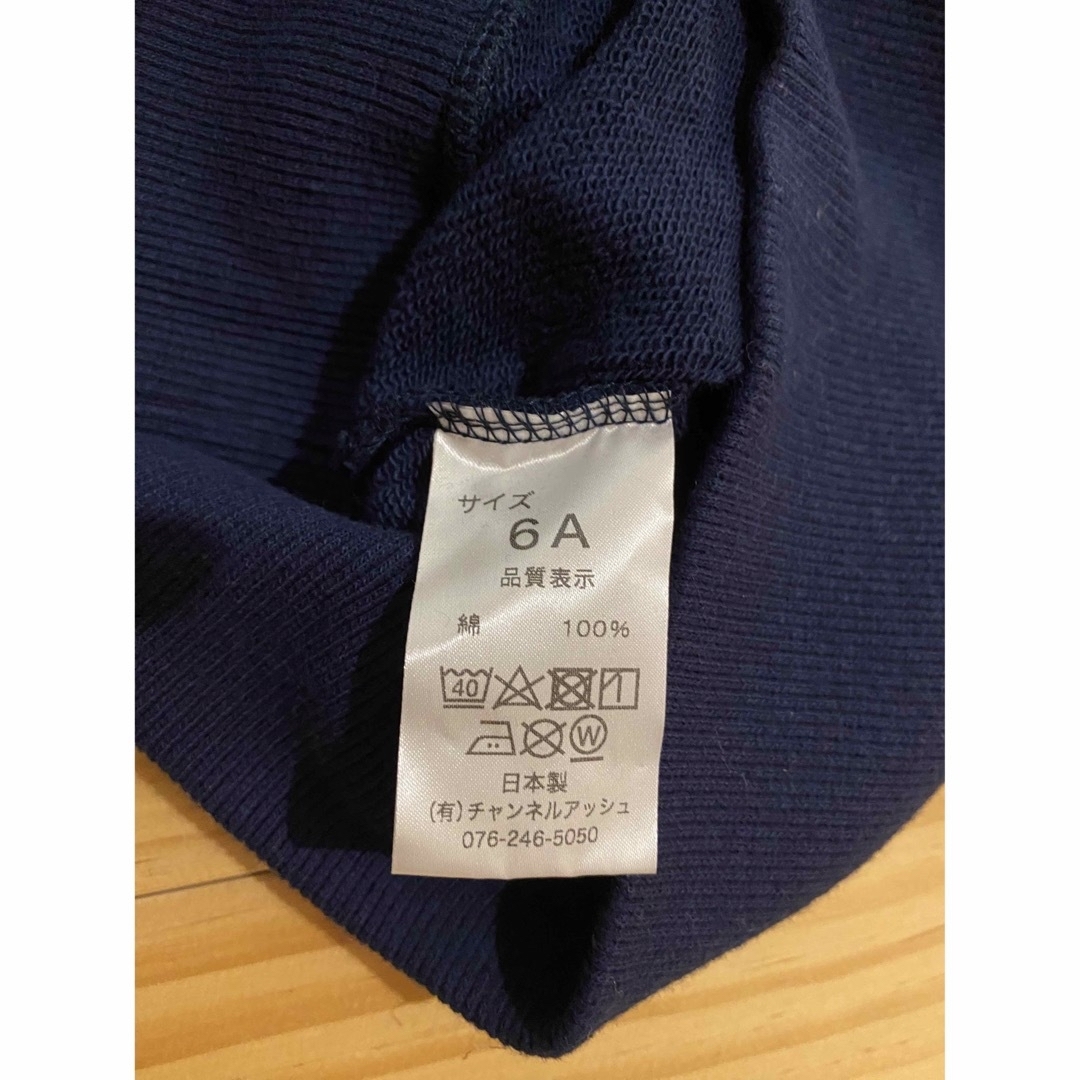 サイズ
6A
品質表示
綿 100%
40
W
日本製
(有)チャンネルアッシュ
076-246-5050